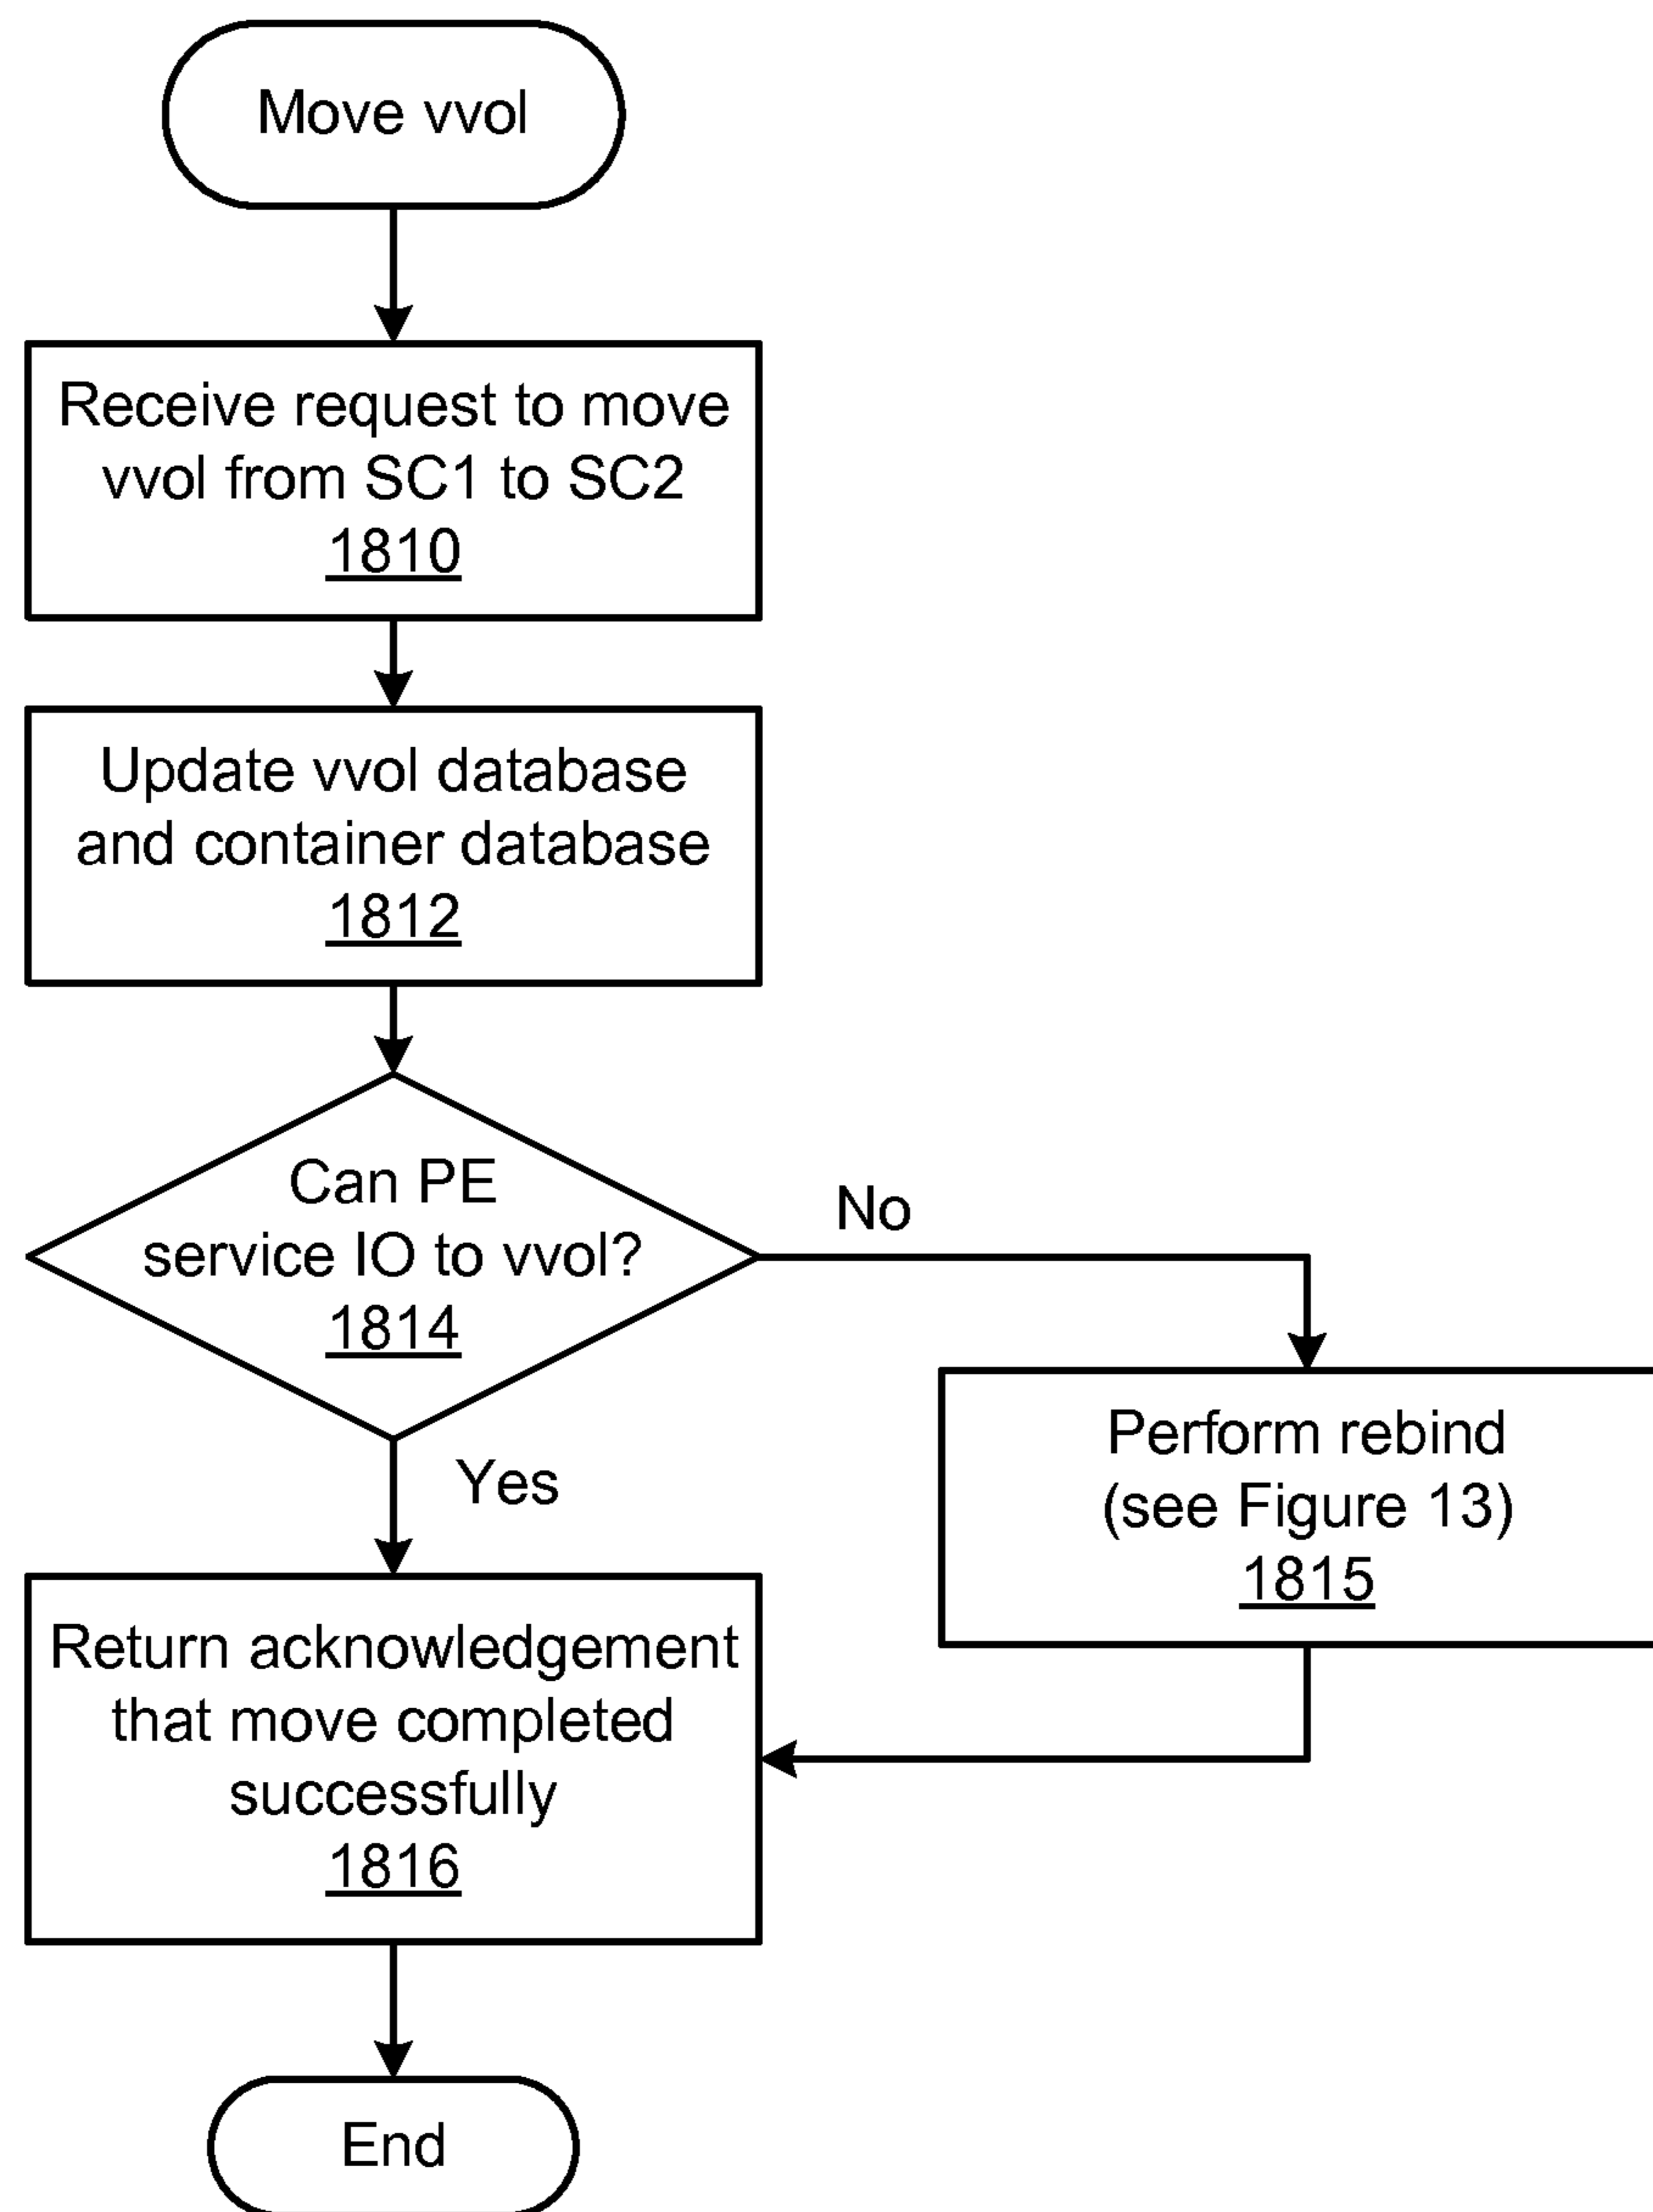 Move vvol
Receive request to move
vvol from SC1 to SC2
1810
Update vvol database
and container database
1812
Can PE
service IO to vvol?
1814
No
Yes
Perform rebind
(see Figure 13)
1815
Return acknowledgement
that move completed
successfully
1816
End